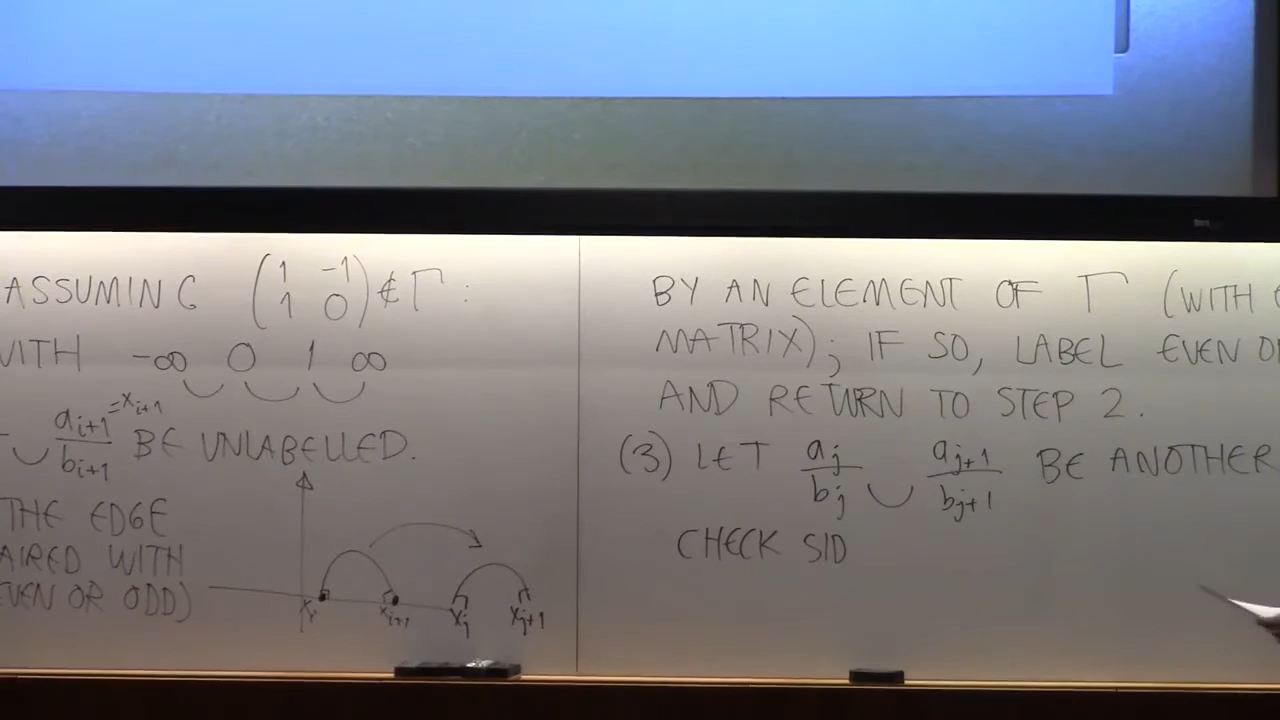 ASSUMING (1 -1
1 0) ∉ Γ :
WITH -∞ ◡ 0 ◡ 1 ◡ ∞
◡ a_{i+1}/b_{i+1} = x_{i+1} BE UNLABELLED.
THE EDGE
PAIRED WITH
EVEN OR ODD)
x_i x_{i+1} x_j x_{j+1}
BY AN ELEMENT OF Γ (WITH
MATRIX); IF SO, LABEL EVEN
AND RETURN TO STEP 2.
(3) LET a_j/b_j ◡ a_{j+1}/b_{j+1} BE ANOTHER
CHECK SID